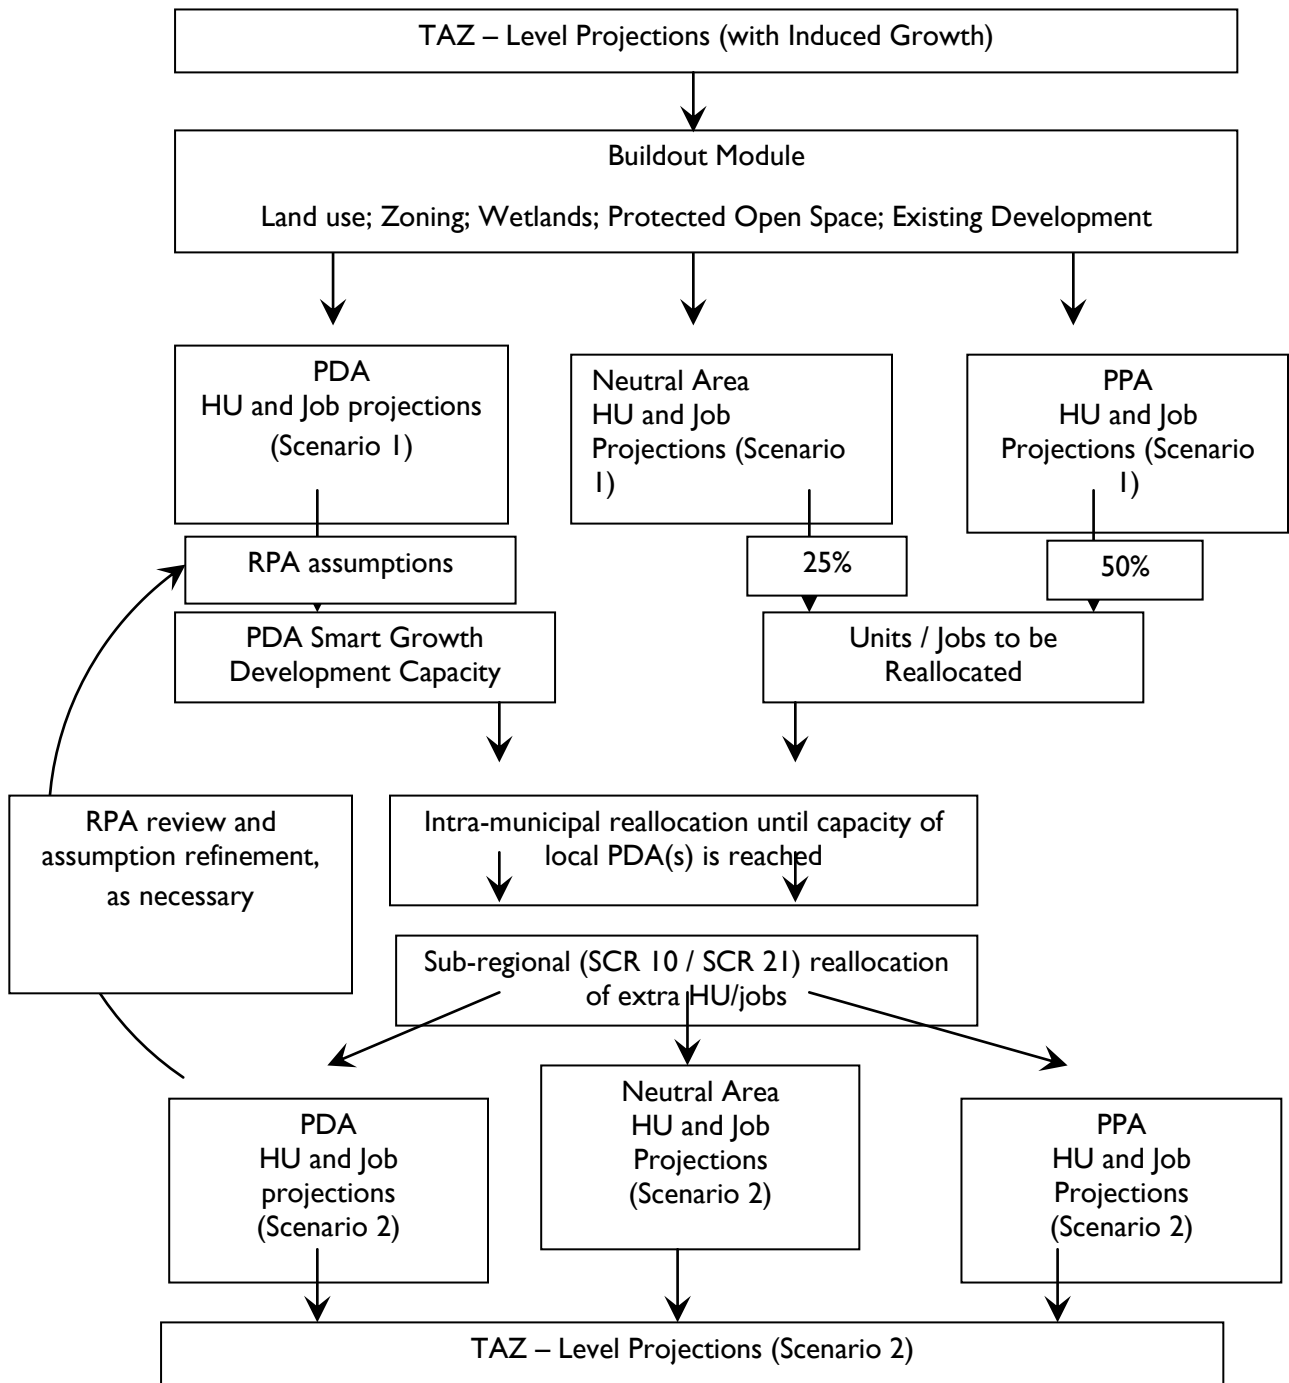 TAZ – Level Projections (with Induced Growth)
Buildout Module
Land use; Zoning; Wetlands; Protected Open Space; Existing Development
PDA
HU and Job projections
(Scenario 1)
Neutral Area
HU and Job
Projections (Scenario
1)
PPA
HU and Job
Projections (Scenario
1)
RPA assumptions
25%
50%
PDA Smart Growth
Development Capacity
Units / Jobs to be
Reallocated
RPA review and
assumption refinement,
as necessary
Intra-municipal reallocation until capacity of
local PDA(s) is reached
Sub-regional (SCR 10 / SCR 21) reallocation
of extra HU/jobs
PDA
HU and Job
projections
(Scenario 2)
Neutral Area
HU and Job
Projections
(Scenario 2)
PPA
HU and Job
Projections
(Scenario 2)
TAZ – Level Projections (Scenario 2)